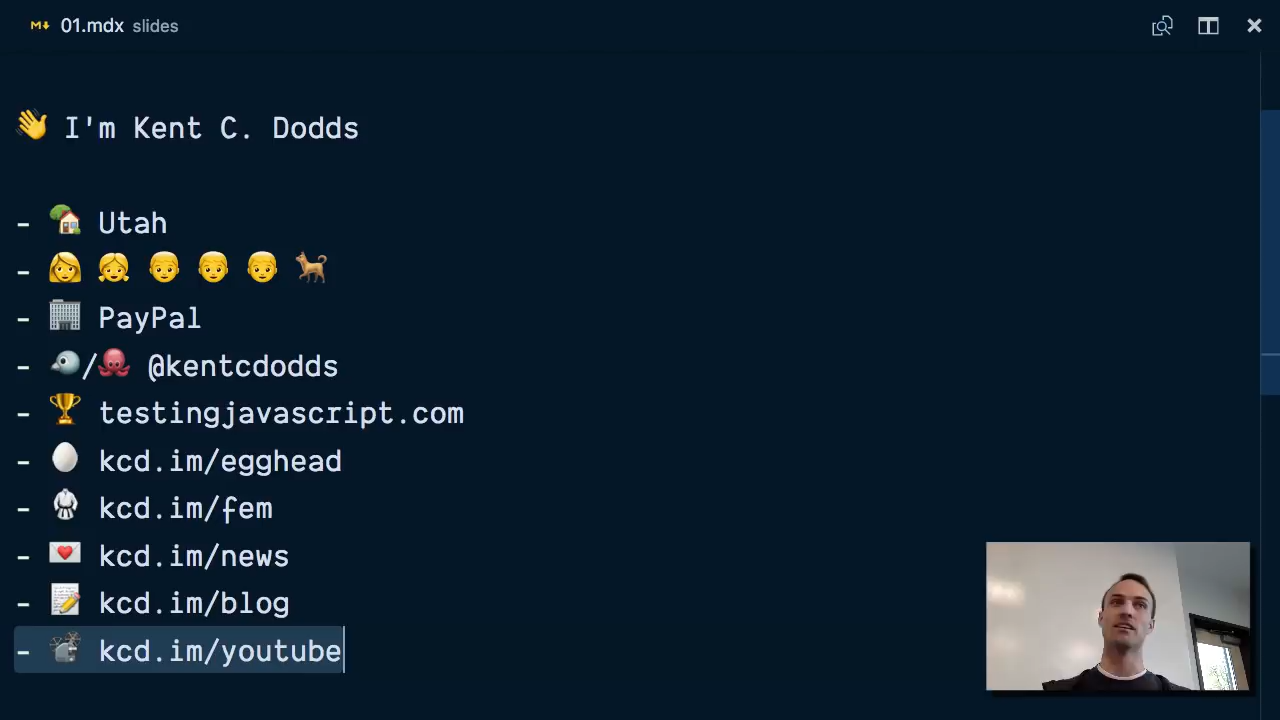 M↓ 01.mdx slides
👋 I'm Kent C. Dodds
- 🏡 Utah
- 👩 👧 👦 👦 👦 🐕
- 🏢 PayPal
- 🐦/🐙 @kentcdodds
- 🏆 testingjavascript.com
- 🥚 kcd.im/egghead
- 🥋 kcd.im/fem
- 💌 kcd.im/news
- 📝 kcd.im/blog
- 📽 kcd.im/youtube